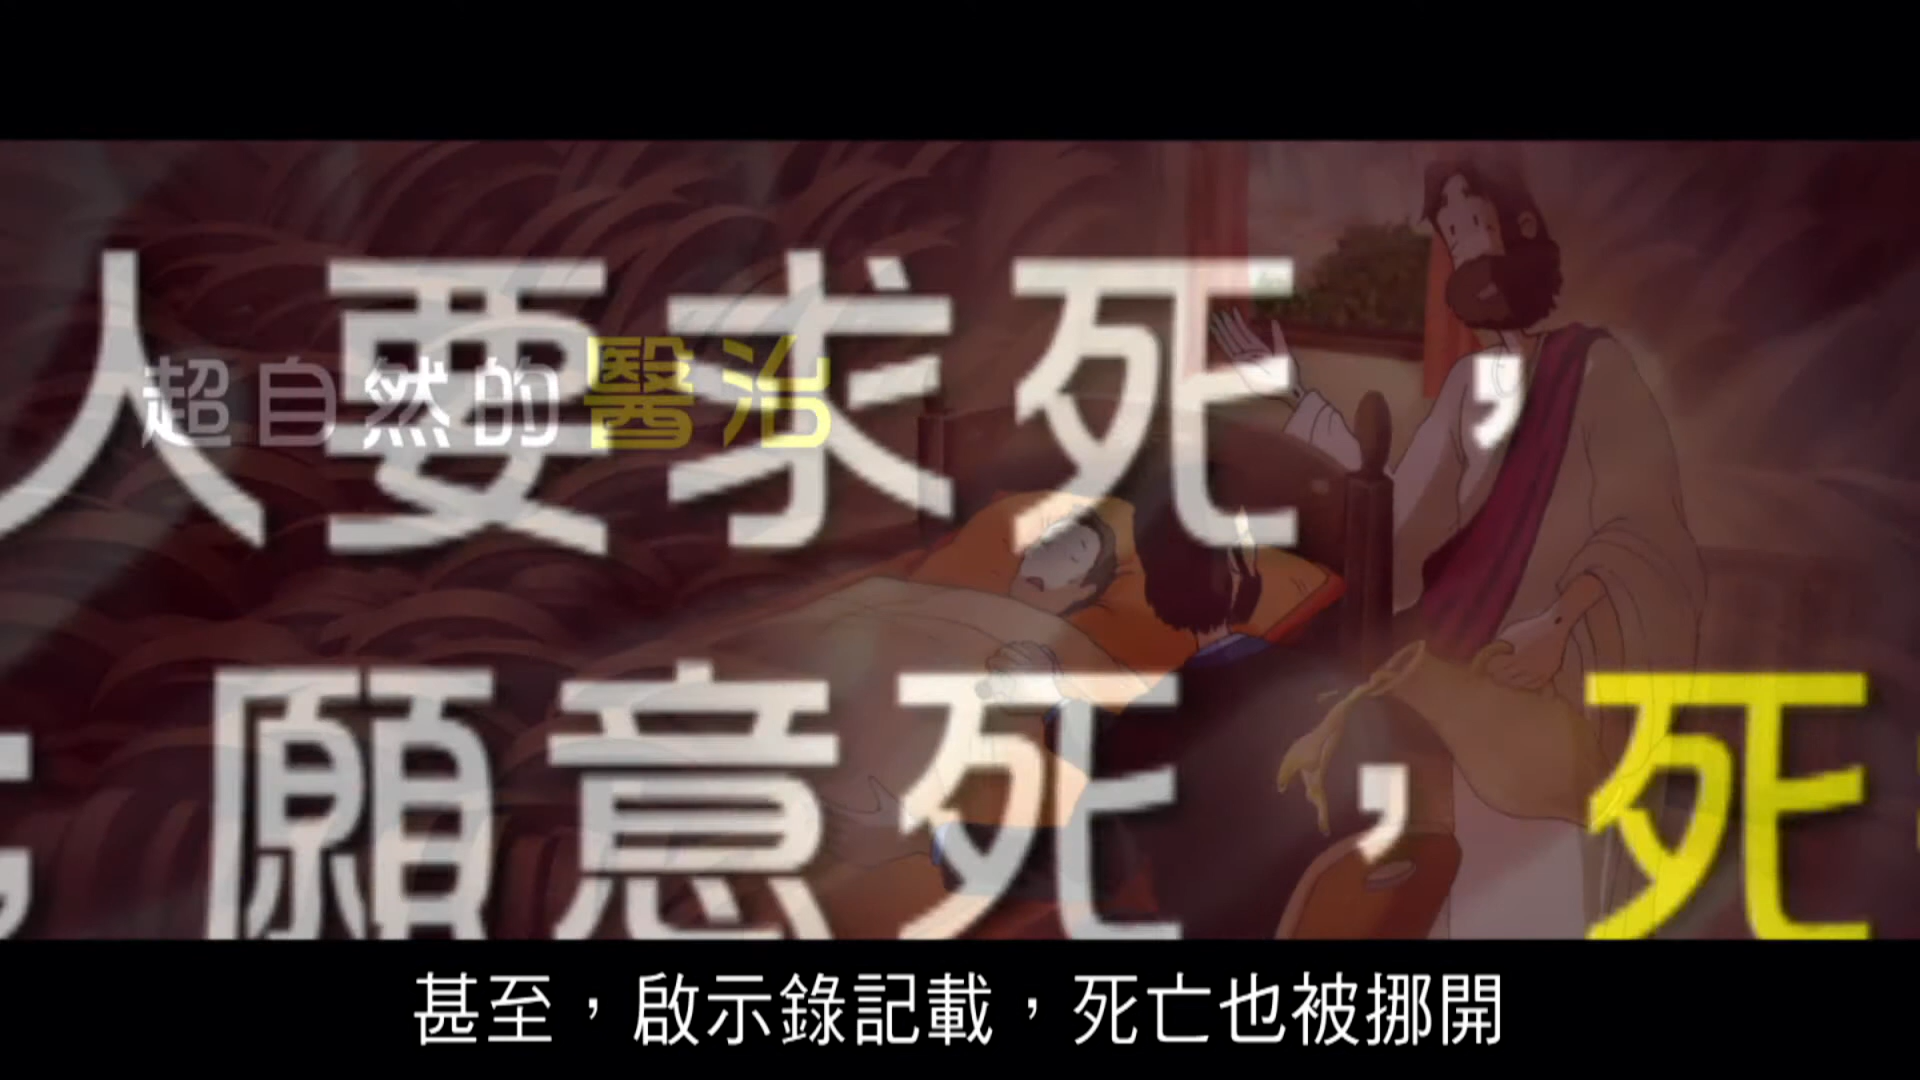 人要求死，
超自然的醫治
願意死，死
甚至，啟示錄記載，死亡也被挪開